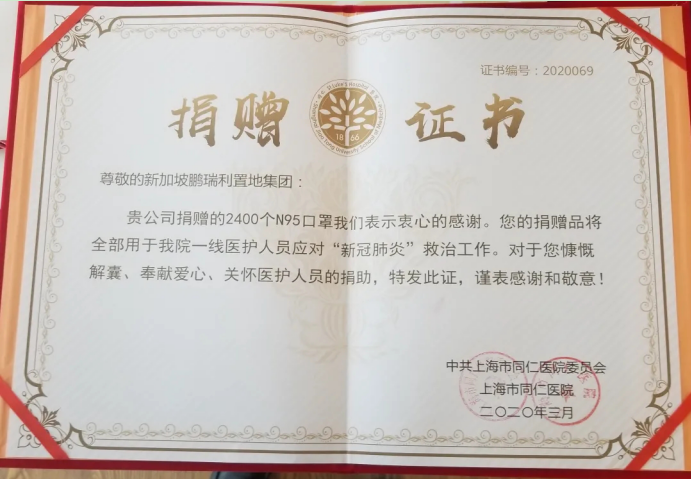 证书编号：2020069
捐赠 证书
1866
尊敬的新加坡鹏瑞利置地集团：
贵公司捐赠的2400个N95口罩我们表示衷心的感谢。您的捐赠品将
全部用于我院一线医护人员应对“新冠肺炎”救治工作。对于您慷慨
解囊、奉献爱心、关怀医护人员的捐助，特发此证，谨表感谢和敬意！
中共上海市同仁医院委员会
上海市同仁医院
二〇二〇年三月